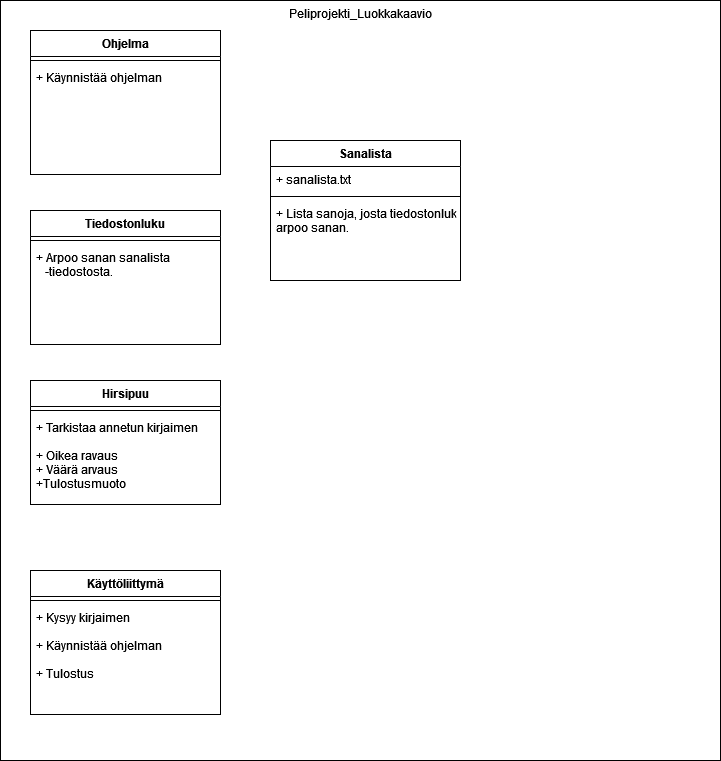 Peliprojekti_Luokkakaavio
Ohjelma
+ Käynnistää ohjelman
Sanalista
+ sanalista.txt
+ Lista sanoja, josta tiedostonluk
arpoo sanan.
Tiedostonluku
+ Arpoo sanan sanalista
-tiedostosta.
Hirsipuu
+ Tarkistaa annetun kirjaimen
+ Oikea ravaus
+ Väärä arvaus
+Tulostusmuoto
Käyttöliittymä
+ Kysyy kirjaimen
+ Käynnistää ohjelman
+ Tulostus